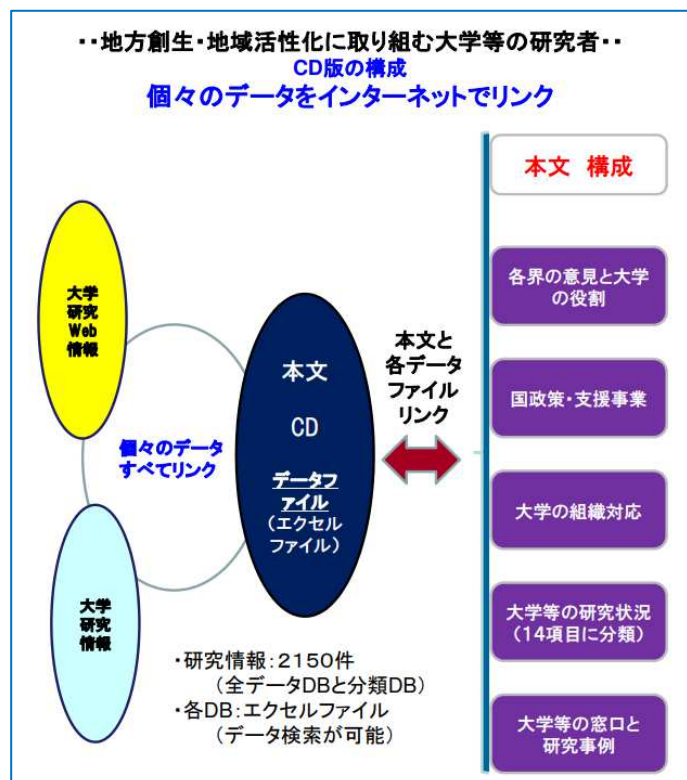 ・・地方創生・地域活性化に取り組む大学等の研究者・・
CD版の構成
個々のデータをインターネットでリンク
大学
研究
Web
情報
個々のデータ
すべてリンク
大学
研究
情報
本文
CD
データフ
ァイル
(エクセル
ファイル)
本文と
各データ
ファイル
リンク
・研究情報:2150件
(全データDBと分類DB)
・各DB:エクセルファイル
(データ検索が可能)
本文 構成
各界の意見と大学
の役割
国政策・支援事業
大学の組織対応
大学等の研究状況
(14項目に分類)
大学等の窓口と
研究事例